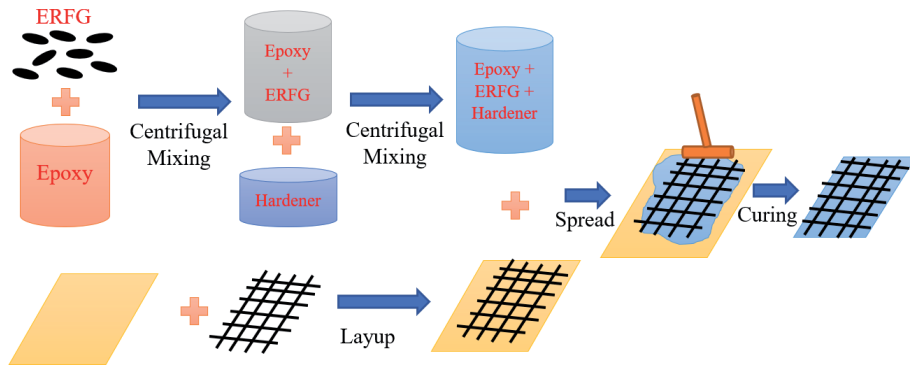 ERFG
Epoxy
Centrifugal
Mixing
Epoxy
+
ERFG
Hardener
Centrifugal
Mixing
Epoxy +
ERFG +
Hardener
Spread
Curing
Layup